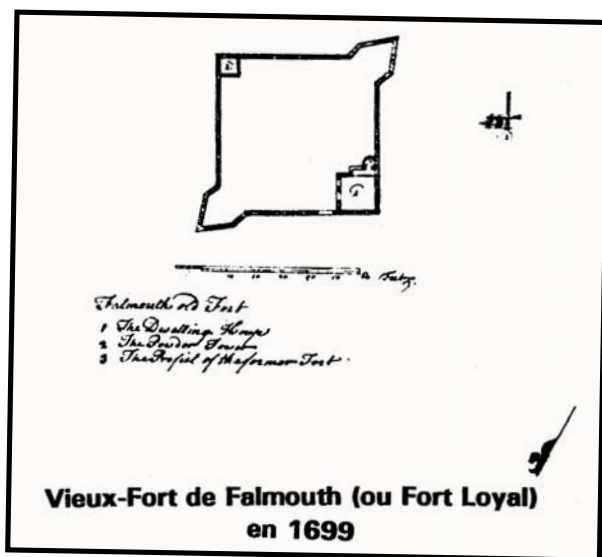 Falmouth old Fort
1 The Dwelling House
2 The Powder Tower
3 The Profil of the former Fort
Vieux-Fort de Falmouth (ou Fort Loyal)
en 1699